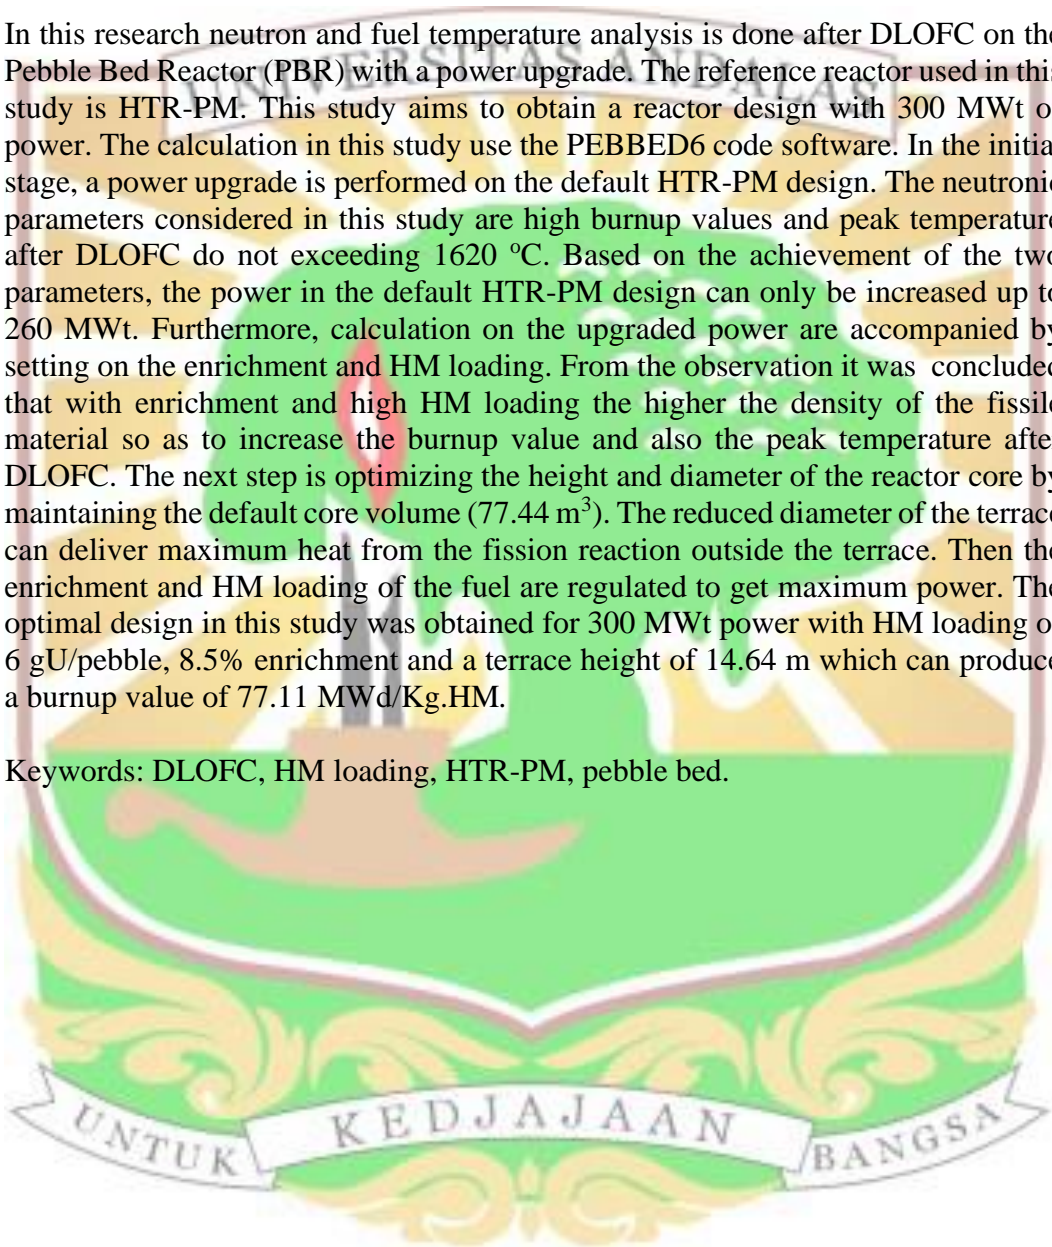 In this research neutron and fuel temperature analysis is done after DLOFC on the
UNIVERSITAS ANDALAS
Pebble Bed Reactor (PBR) with a power upgrade. The reference reactor used in this
study is HTR-PM. This study aims to obtain a reactor design with 300 MWt o
power. The calculation in this study use the PEBBED6 code software. In the initia
stage, a power upgrade is performed on the default HTR-PM design. The neutronic
parameters considered in this study are high burnup values and peak temperature
after DLOFC do not exceeding 1620 °C. Based on the achievement of the two
parameters, the power in the default HTR-PM design can only be increased up to
260 MWt. Furthermore, calculation on the upgraded power are accompanied by
setting on the enrichment and HM loading. From the observation it was concluded
that with enrichment and high HM loading the higher the density of the fissile
material so as to increase the burnup value and also the peak temperature afte
DLOFC. The next step is optimizing the height and diameter of the reactor core by
maintaining the default core volume (77.44 m³). The reduced diameter of the terrace
can deliver maximum heat from the fission reaction outside the terrace. Then the
enrichment and HM loading of the fuel are regulated to get maximum power. The
optimal design in this study was obtained for 300 MWt power with HM loading o
6 gU/pebble, 8.5% enrichment and a terrace height of 14.64 m which can produce
a burnup value of 77.11 MWd/Kg.HM.
Keywords: DLOFC, HM loading, HTR-PM, pebble bed.
UNTUK KEDJAJAAN BANGSA